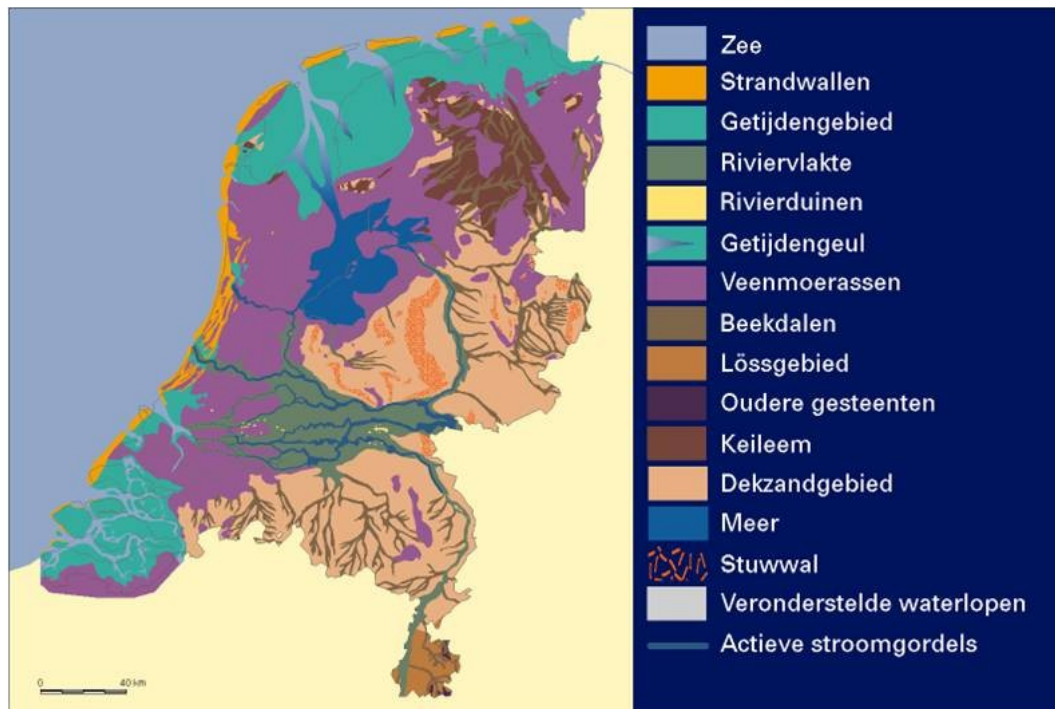 Zee
Strandwallen
Getijdengebied
Riviervlakte
Rivierduinen
Getijdengeul
Veenmoerassen
Beekdalen
Lössgebied
Oudere gesteenten
Keileem
Dekzandgebied
Meer
Stuwwal
Veronderstelde waterlopen
Actieve stroomgordels
0 40 km